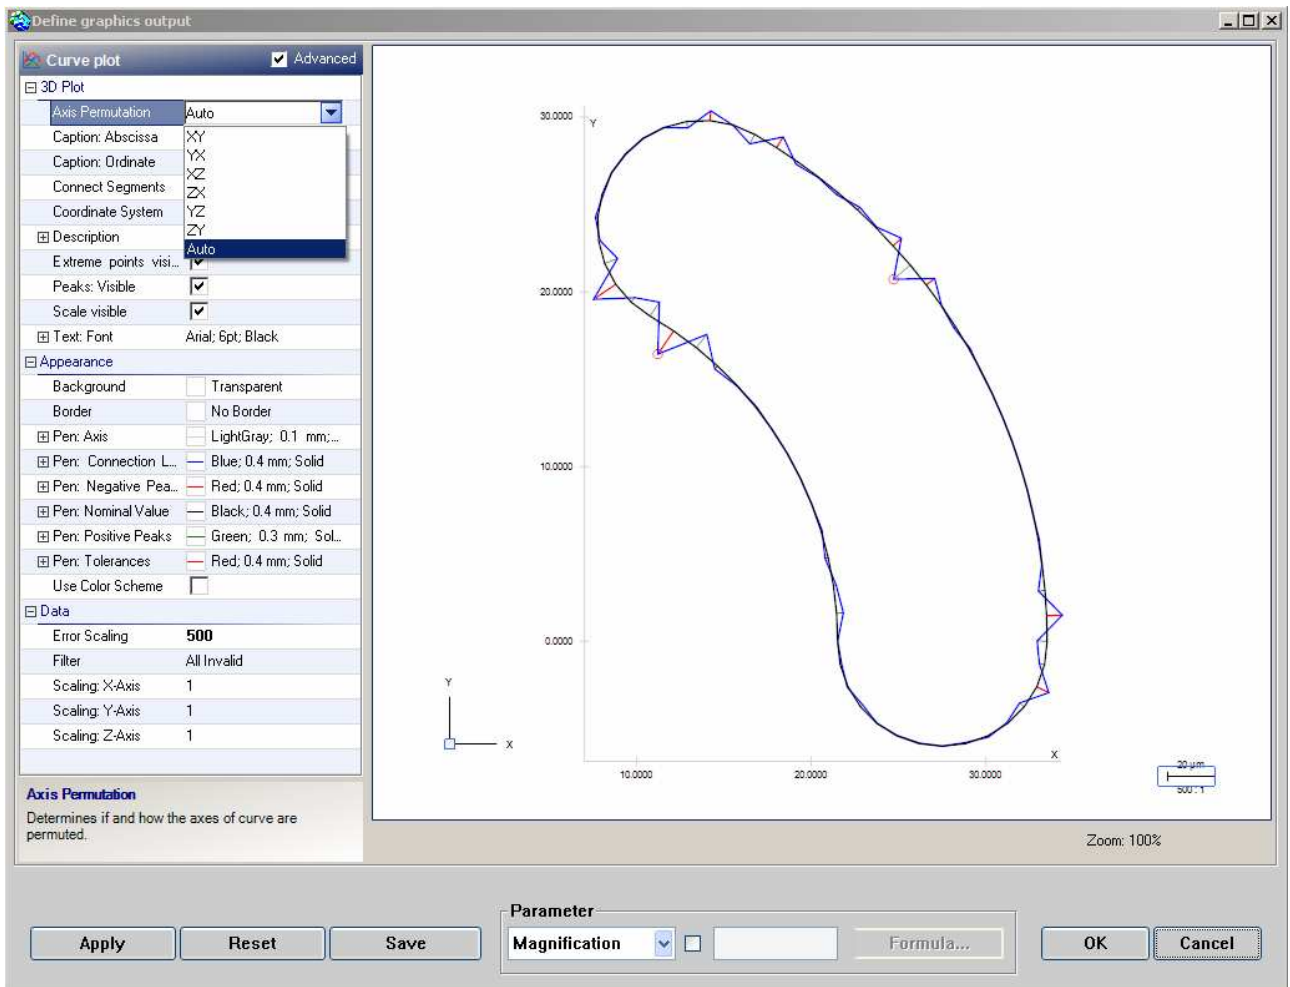 Define graphics output
Curve plot Advanced
3D Plot
Axis Permutation Auto
Caption: Abscissa XY
YX
Caption: Ordinate XZ
Connect Segments ZX
Coordinate System YZ
ZY
Description Auto
Extreme points visi...
Peaks: Visible
Scale visible
Text: Font Arial; 6pt; Black
Appearance
Background Transparent
Border No Border
Pen: Axis LightGray; 0.1 mm;...
Pen: Connection L... Blue; 0.4 mm; Solid
Pen: Negative Pea... Red; 0.4 mm; Solid
Pen: Nominal Value Black; 0.4 mm; Solid
Pen: Positive Peaks Green; 0.3 mm; Sol...
Pen: Tolerances Red; 0.4 mm; Solid
Use Color Scheme
Data
Error Scaling 500
Filter All Invalid
Scaling: X-Axis 1
Scaling: Y-Axis 1
Scaling: Z-Axis 1
Axis Permutation
Determines if and how the axes of curve are
permuted.
30.0000 Y
20.0000
10.0000
0.0000
Y
X
X
10.0000 20.0000 30.0000
20 µm
500 : 1
Zoom: 100%
Parameter
Apply Reset Save Magnification Formula... OK Cancel